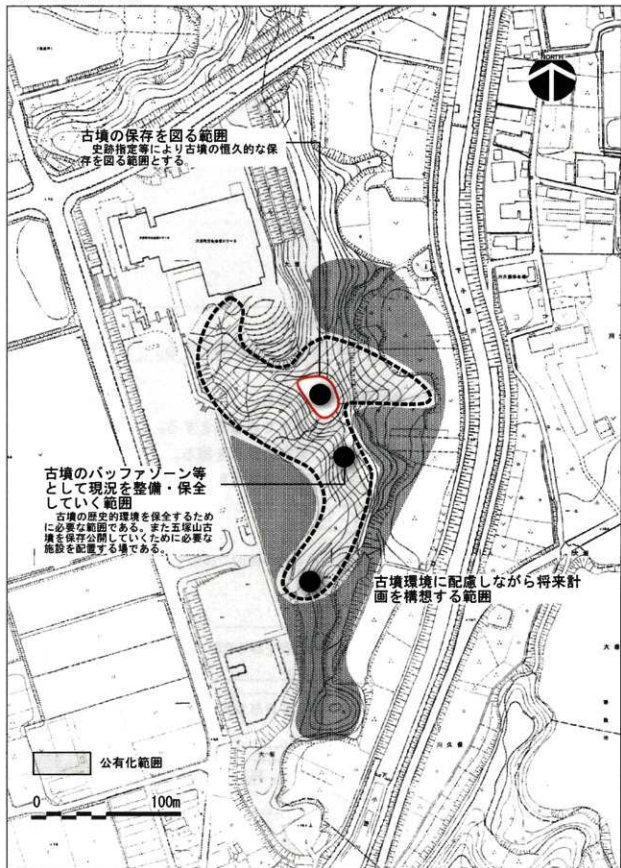 NORTH
古墳の保存を図る範囲
史跡指定等により古墳の恒久的な保
存を図る範囲とする。
古墳のバッファゾーン等
として現況を整備・保全
していく範囲
古墳の歴史的環境を保全するため
に必要な範囲である。また五塚山古
墳を保存公開していくために必要な
施設を配置する場である。
古墳環境に配慮しながら将来計
画を構想する範囲
川久保
公有化範囲
0 100m